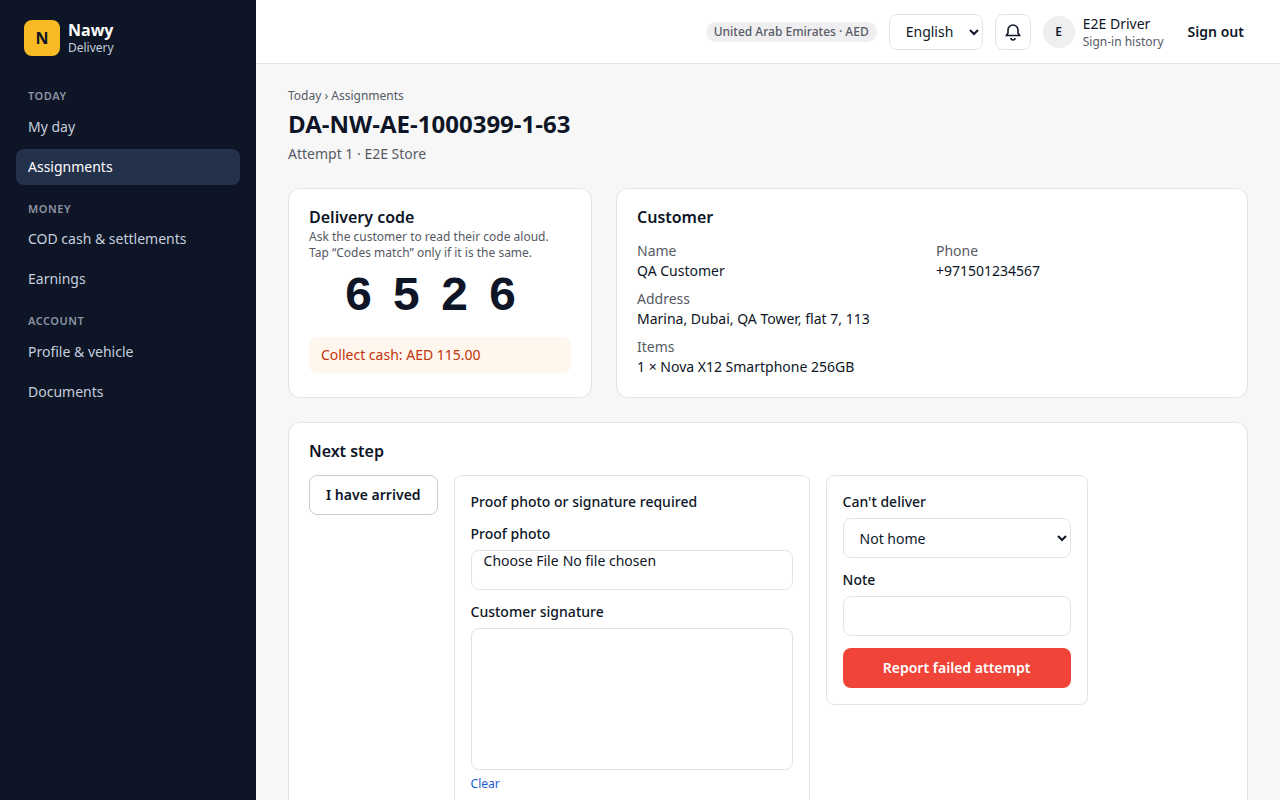 N
Nawy
Delivery
TODAY
My day
Assignments
MONEY
COD cash & settlements
Earnings
ACCOUNT
Profile & vehicle
Documents
United Arab Emirates · AED
English
E
E2E Driver
Sign-in history
Sign out
Today › Assignments
DA-NW-AE-1000399-1-63
Attempt 1 · E2E Store
Delivery code
Ask the customer to read their code aloud.
Tap “Codes match” only if it is the same.
6 5 2 6
Collect cash: AED 115.00
Customer
Name
QA Customer
Phone
+971501234567
Address
Marina, Dubai, QA Tower, flat 7, 113
Items
1 × Nova X12 Smartphone 256GB
Next step
I have arrived
Proof photo or signature required
Proof photo
Choose File No file chosen
Customer signature
Clear
Can't deliver
Not home
Note
Report failed attempt